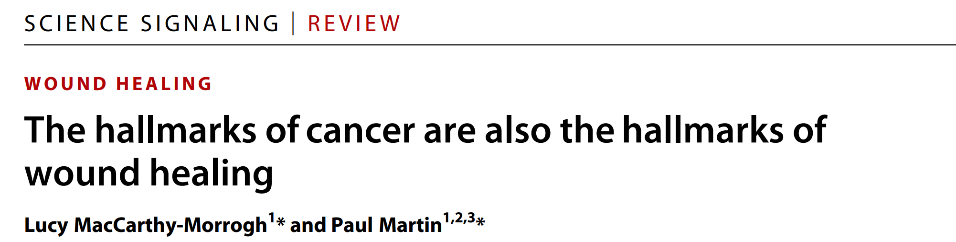 SCIENCE SIGNALING | REVIEW
WOUND HEALING
The hallmarks of cancer are also the hallmarks of
wound healing
Lucy MacCarthy-Morrogh1* and Paul Martin1,2,3*